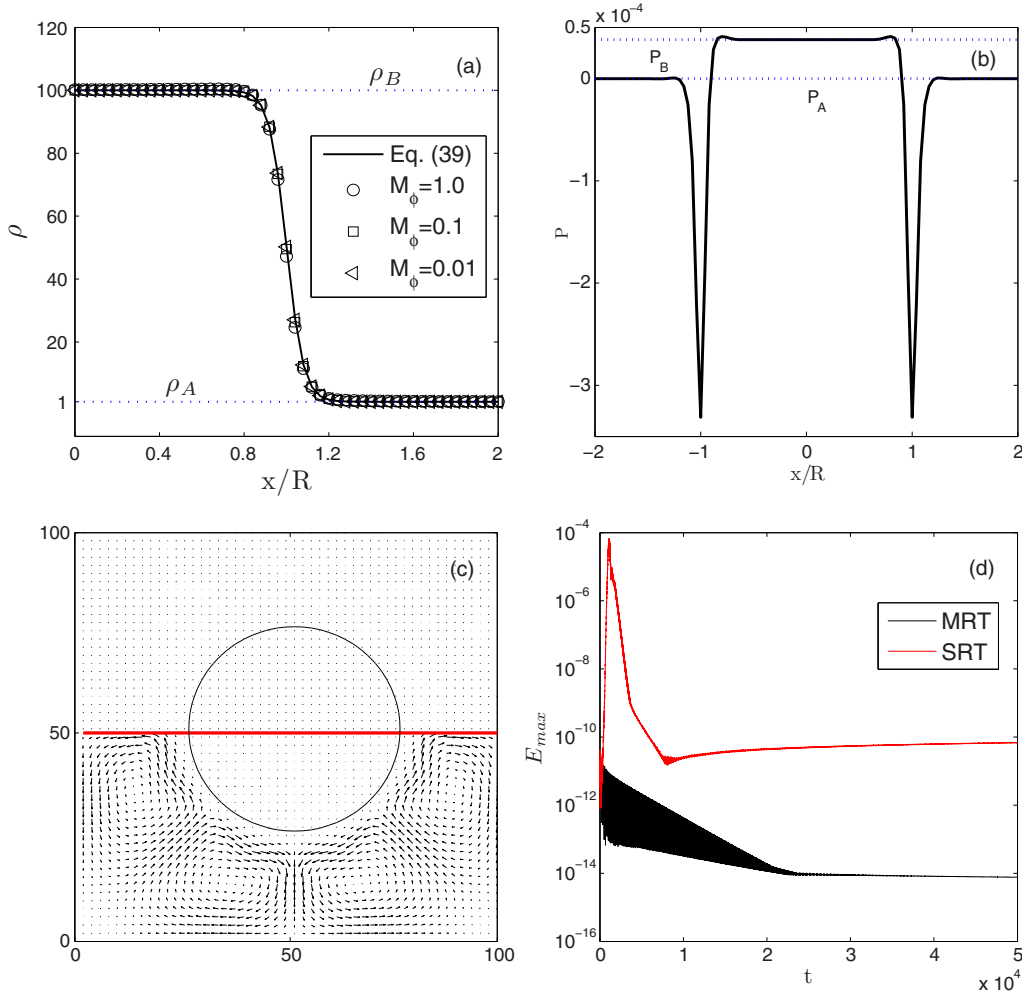 120
100
80
60
40
20
1
ρ
(a)
ρ_B
Eq. (39)
M_ϕ=1.0
M_ϕ=0.1
M_ϕ=0.01
ρ_A
0 0.4 0.8 1.2 1.6 2
x/R
x 10^-4
0.5
0
−1
−2
−3
P
(b)
P_B
P_A
−2 −1 0 1 2
x/R
100
50
0
(c)
0 50 100
10^-4
10^-6
10^-8
10^-10
10^-12
10^-14
10^-16
E_max
(d)
MRT
SRT
0 1 2 3 4 5
t
x 10^4